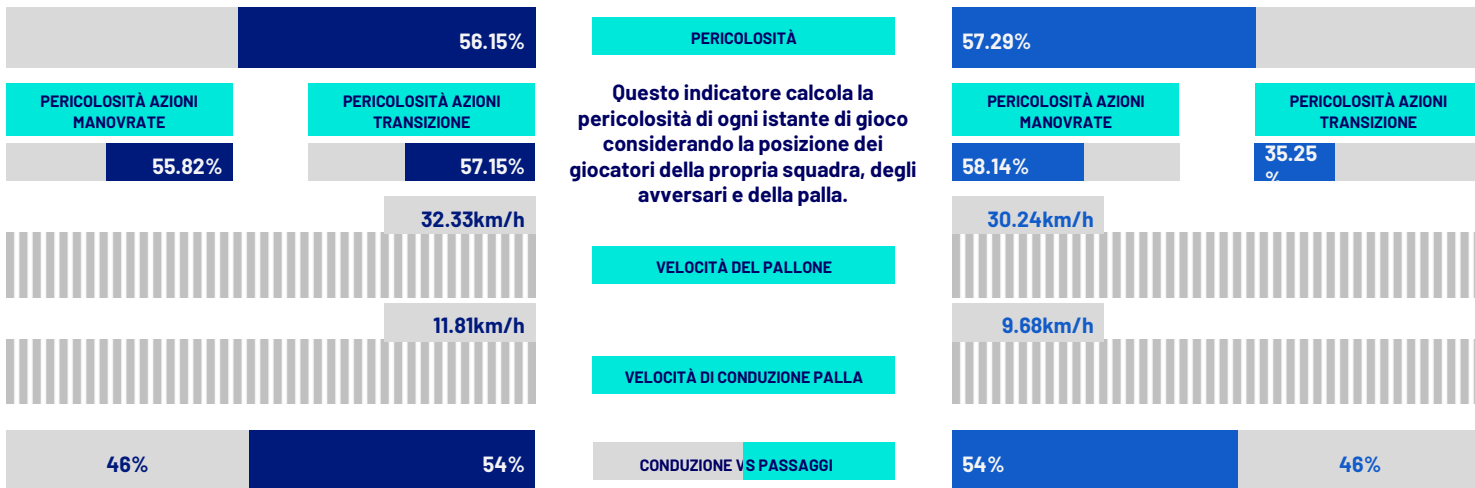 56.15%
PERICOLOSITÀ AZIONI
MANOVRATE
PERICOLOSITÀ AZIONI
TRANSIZIONE
55.82%
57.15%
32.33km/h
11.81km/h
46%
54%
PERICOLOSITÀ
Questo indicatore calcola la
pericolosità di ogni istante di gioco
considerando la posizione dei
giocatori della propria squadra, degli
avversari e della palla.
VELOCITÀ DEL PALLONE
VELOCITÀ DI CONDUZIONE PALLA
CONDUZIONE VS PASSAGGI
57.29%
PERICOLOSITÀ AZIONI
MANOVRATE
PERICOLOSITÀ AZIONI
TRANSIZIONE
58.14%
35.25
%
30.24km/h
9.68km/h
54%
46%